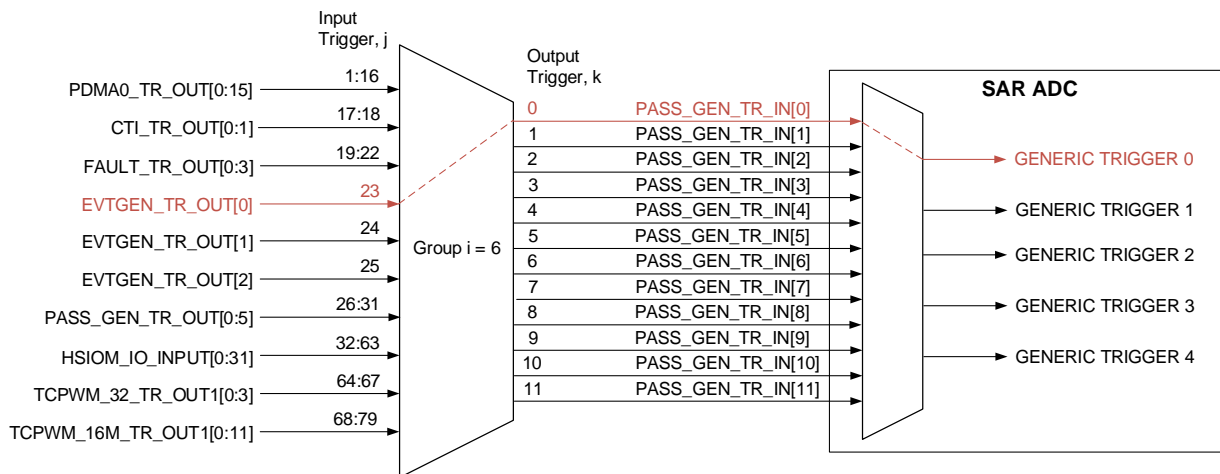 Input
Trigger, j
Output
Trigger, k
SAR ADC
PDMA0_TR_OUT[0:15]
1:16
CTI_TR_OUT[0:1]
17:18
FAULT_TR_OUT[0:3]
19:22
EVTGEN_TR_OUT[0]
23
EVTGEN_TR_OUT[1]
24
EVTGEN_TR_OUT[2]
25
PASS_GEN_TR_OUT[0:5]
26:31
HSIOM_IO_INPUT[0:31]
32:63
TCPWM_32_TR_OUT1[0:3]
64:67
TCPWM_16M_TR_OUT1[0:11]
68:79
Group i = 6
0 PASS_GEN_TR_IN[0]
1 PASS_GEN_TR_IN[1]
2 PASS_GEN_TR_IN[2]
3 PASS_GEN_TR_IN[3]
4 PASS_GEN_TR_IN[4]
5 PASS_GEN_TR_IN[5]
6 PASS_GEN_TR_IN[6]
7 PASS_GEN_TR_IN[7]
8 PASS_GEN_TR_IN[8]
9 PASS_GEN_TR_IN[9]
10 PASS_GEN_TR_IN[10]
11 PASS_GEN_TR_IN[11]
GENERIC TRIGGER 0
GENERIC TRIGGER 1
GENERIC TRIGGER 2
GENERIC TRIGGER 3
GENERIC TRIGGER 4